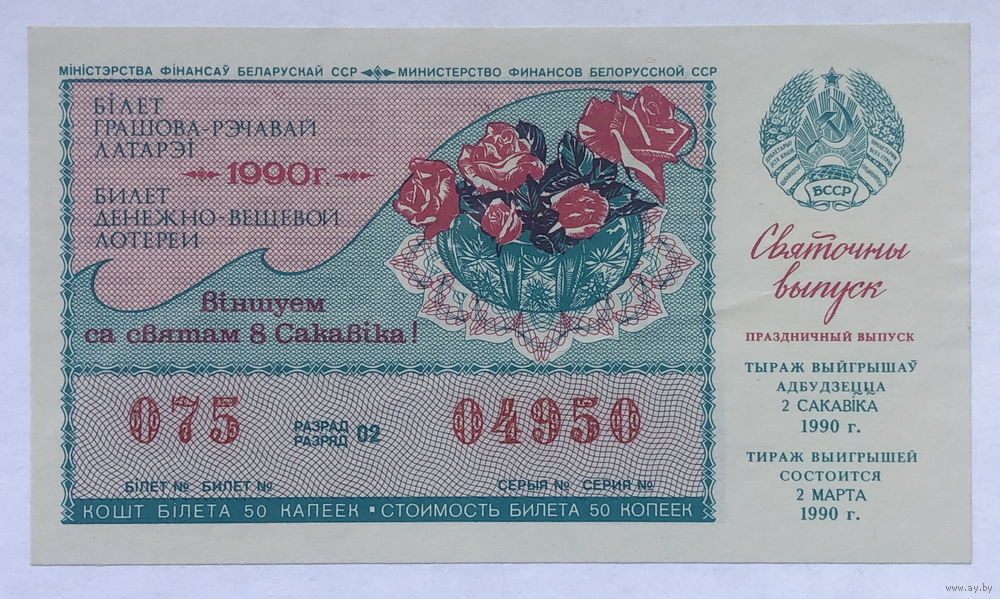 МІНІСТЭРСТВА ФІНАНСАЎ БЕЛАРУСКАЙ ССР МИНИСТЕРСТВО ФИНАНСОВ БЕЛОРУССКОЙ ССР
БІЛЕТ
ГРАШОВА-РЭЧАВАЙ
ЛАТАРЭІ
1990г
БИЛЕТ
ДЕНЕЖНО-ВЕЩЕВОЙ
ЛОТЕРЕИ
Віншуем
са святам 8 Сакавіка!
075
РАЗРАД
РАЗРЯД 02
04950
БІЛЕТ № БИЛЕТ №
СЕРЫЯ № СЕРИЯ №
КОШТ БІЛЕТА 50 КАПЕЕК ▪ СТОИМОСТЬ БИЛЕТА 50 КОПЕЕК
БССР
Святочны
выпуск
ПРАЗДНИЧНЫЙ ВЫПУСК
ТЫРАЖ ВЫЙГРЫШАЎ
АДБУДЗЕЦЦА
2 САКАВІКА
1990 г.
ТИРАЖ ВЫИГРЫШЕЙ
СОСТОИТСЯ
2 МАРТА
1990 г.
www.ay.by